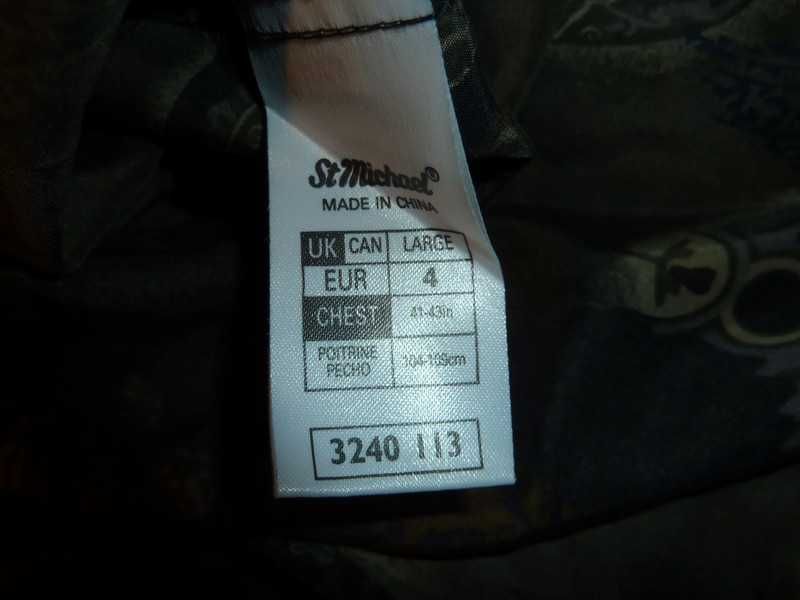 St Michael®
MADE IN CHINA
UK CAN LARGE
EUR 4
CHEST 41-43in
POITRINE
PECHO 104-109cm
3240 113